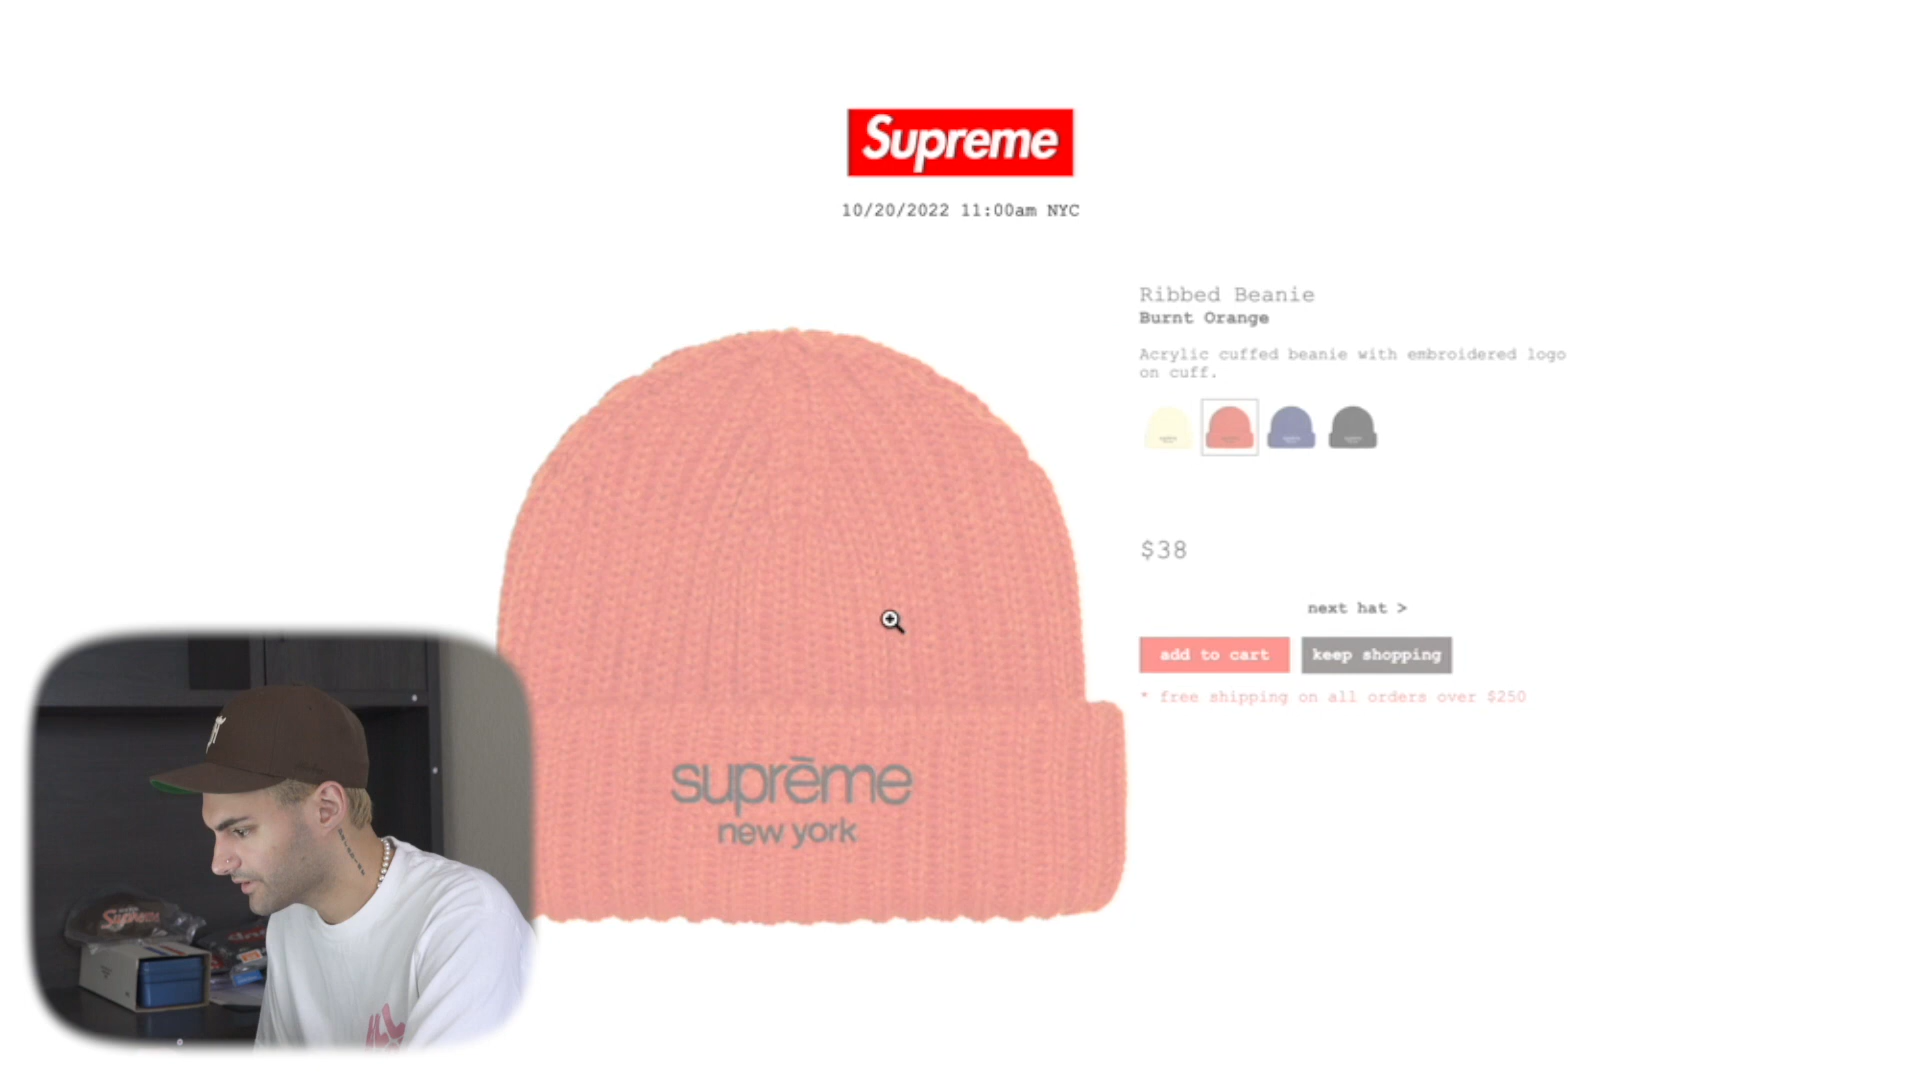 Supreme
10/20/2022 11:00am NYC
Ribbed Beanie
Burnt Orange
Acrylic cuffed beanie with embroidered logo
on cuff.
$38
next hat >
add to cart
keep shopping
* free shipping on all orders over $250
suprēme
new york
Supreme